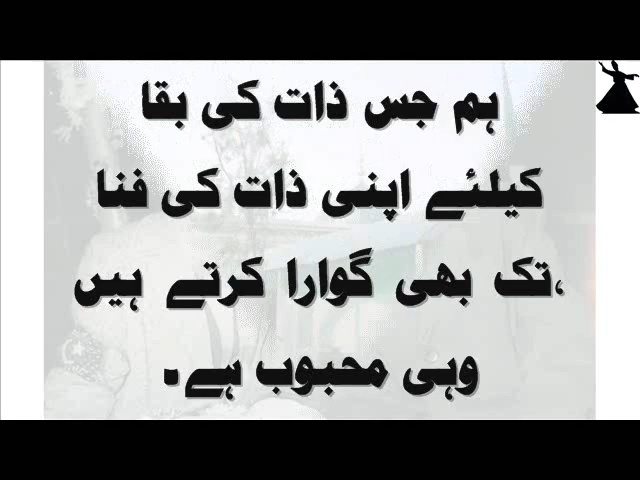 ہم جس ذات کی بقا
کیلئے اپنی ذات کی فنا
تک بھی گوارا کرتے ہیں،
وہی محبوب ہے۔